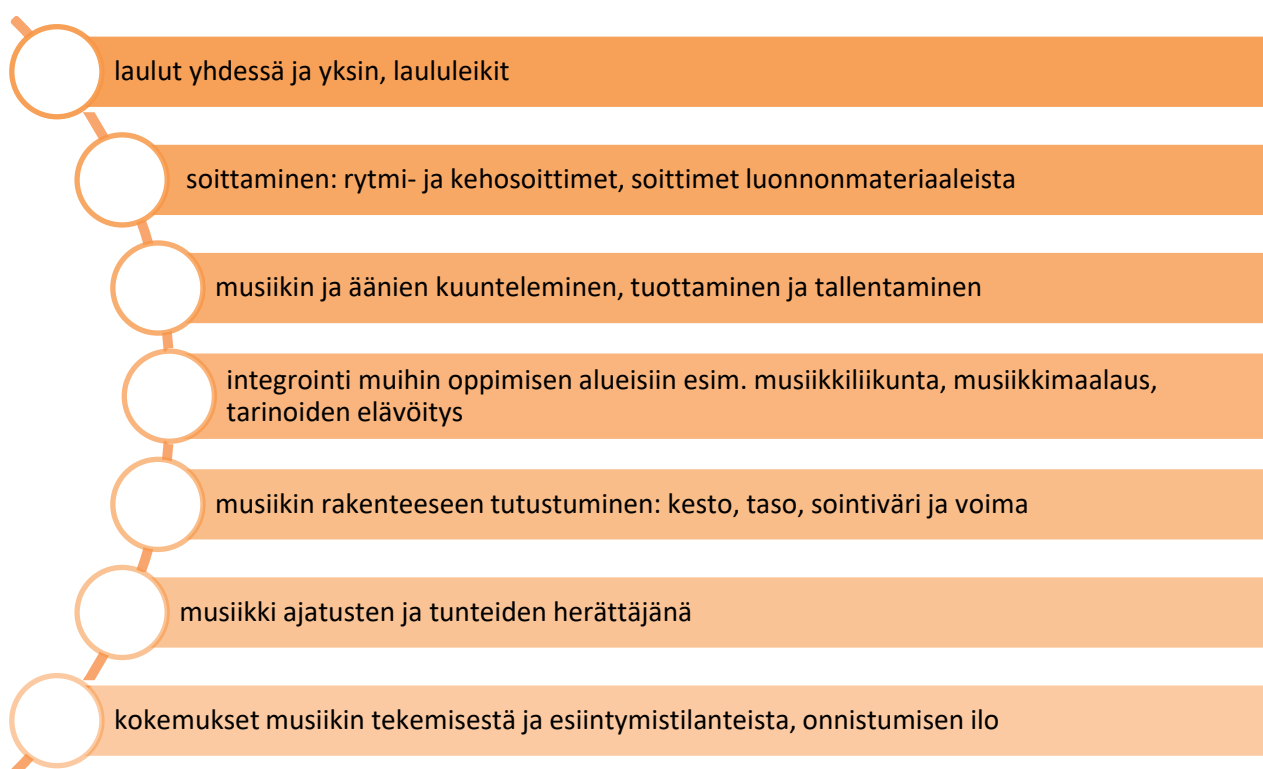 laulut yhdessä ja yksin, laululeikit
soittaminen: rytmi- ja kehosoittimet, soittimet luonnonmateriaaleista
musiikin ja äänien kuunteleminen, tuottaminen ja tallentaminen
integrointi muihin oppimisen alueisiin esim. musiikkiliikunta, musiikkimaalaus,
tarinoiden elävöitys
musiikin rakenteeseen tutustuminen: kesto, taso, sointiväri ja voima
musiikki ajatusten ja tunteiden herättäjänä
kokemukset musiikin tekemisestä ja esiintymistilanteista, onnistumisen ilo